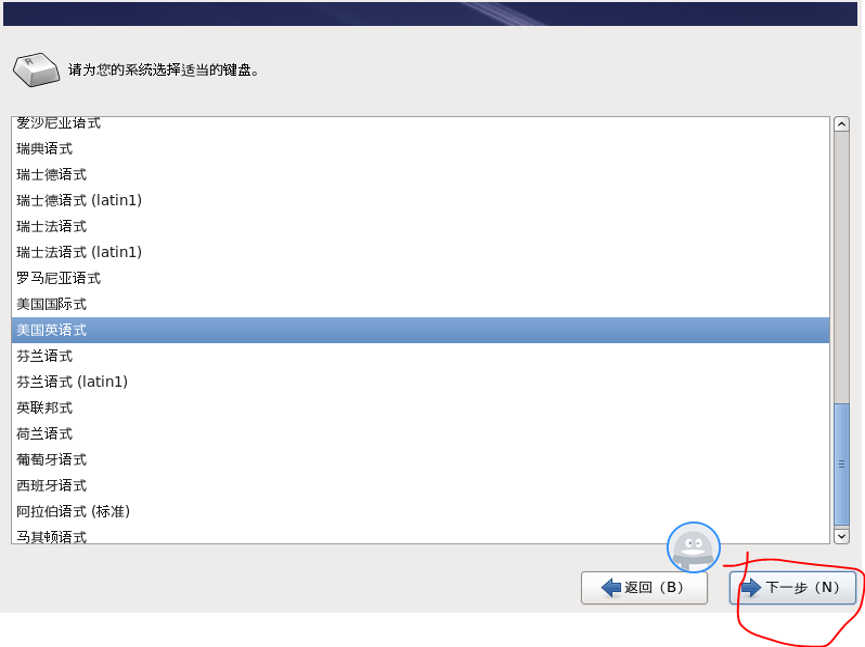 请为您的系统选择适当的键盘。
爱沙尼亚语式
瑞典语式
瑞士德语式
瑞士德语式 (latin1)
瑞士法语式
瑞士法语式 (latin1)
罗马尼亚语式
美国国际式
美国英语式
芬兰语式
芬兰语式 (latin1)
英联邦式
荷兰语式
葡萄牙语式
西班牙语式
阿拉伯语式 (标准)
马其顿语式
返回（B）
下一步（N）